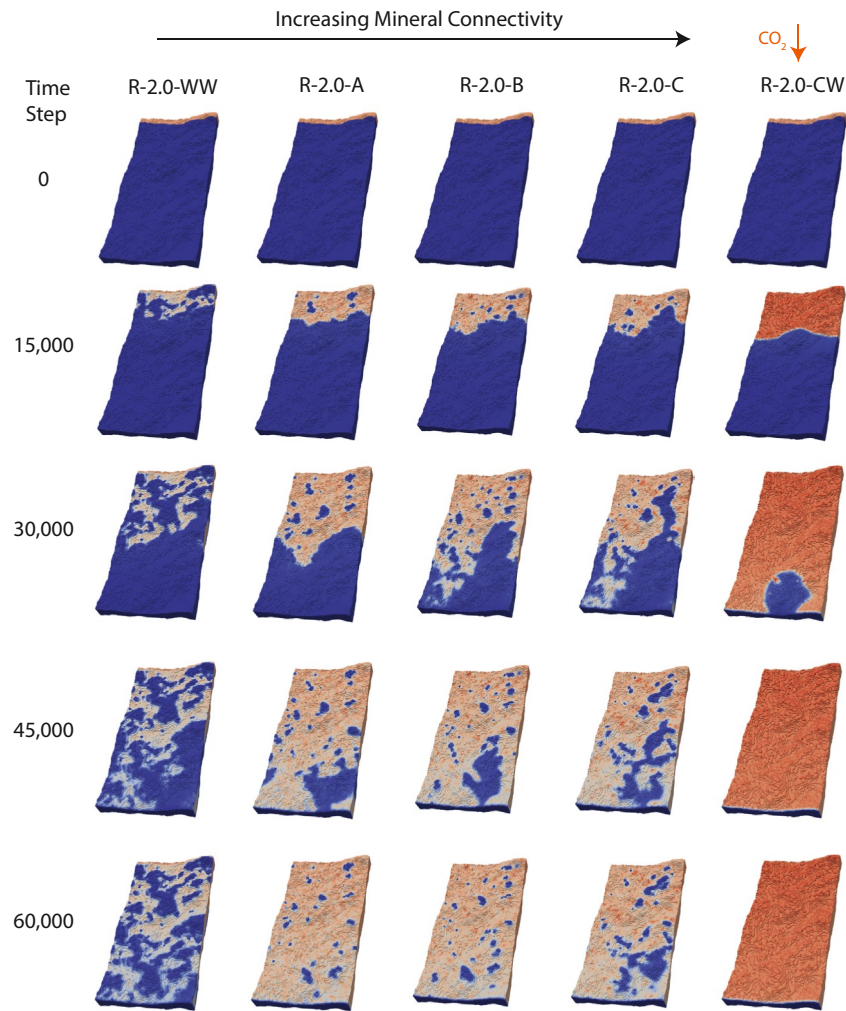 Increasing Mineral Connectivity
CO₂
Time
Step
R-2.0-WW
R-2.0-A
R-2.0-B
R-2.0-C
R-2.0-CW
0
15,000
30,000
45,000
60,000